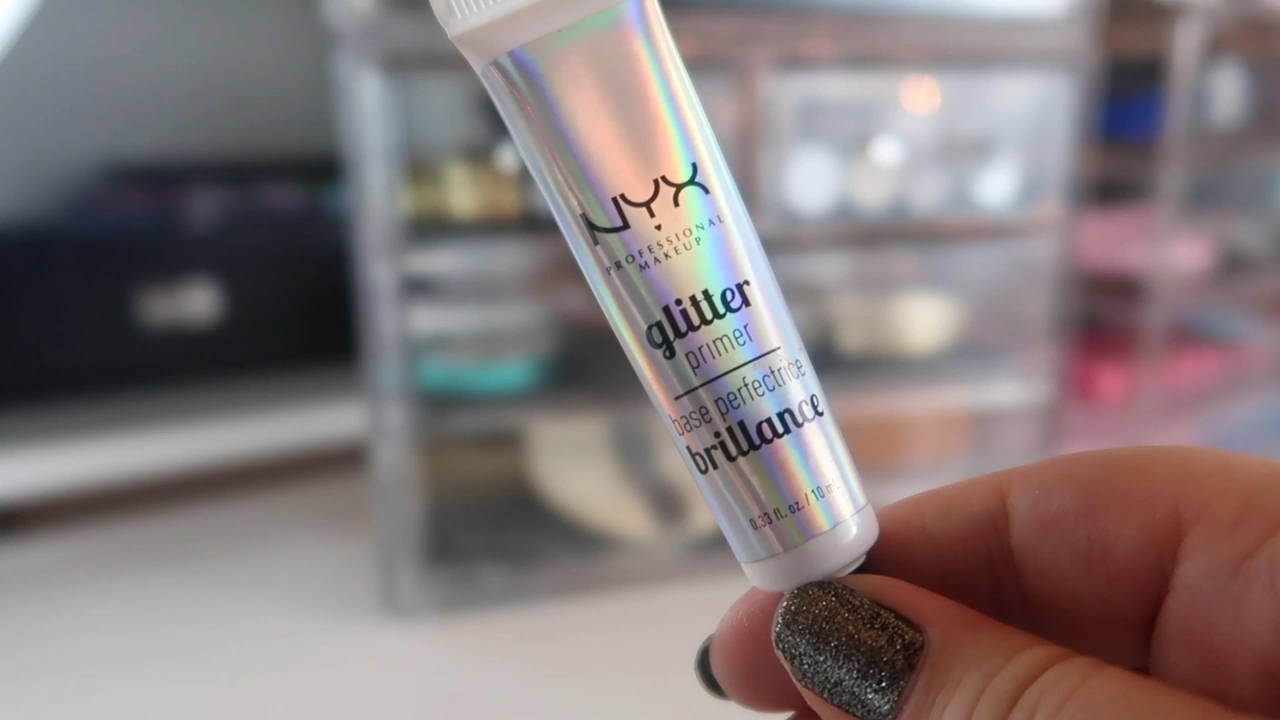 NYX
PROFESSIONAL
MAKEUP
glitter
primer
base perfectrice
brillance
0.33 fl. oz. / 10 mL